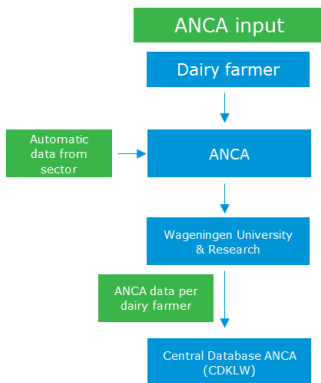 ANCA input
Dairy farmer
Automatic
data from
sector
ANCA
Wageningen University
& Research
ANCA data per
dairy farmer
Central Database ANCA
(CDKLW)